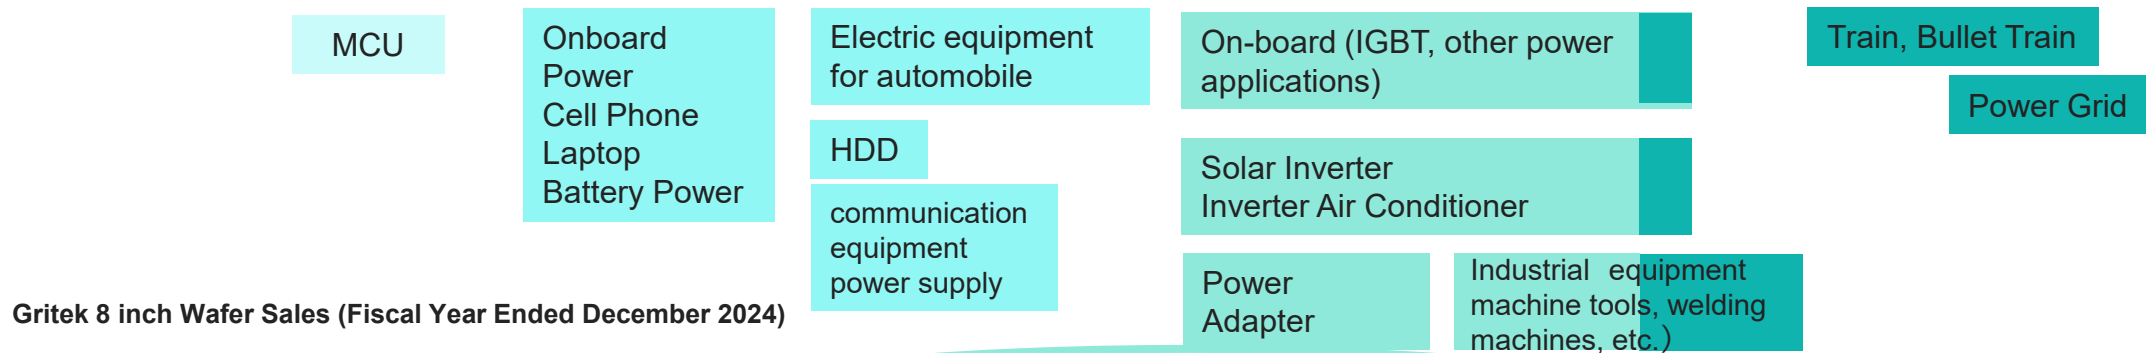 MCU
Onboard
Power
Cell Phone
Laptop
Battery Power
Electric equipment
for automobile
HDD
communication
equipment
power supply
On-board (IGBT, other power
applications)
Solar Inverter
Inverter Air Conditioner
Power
Adapter
Industrial equipment
machine tools, welding
machines, etc.）
Train, Bullet Train
Power Grid
Gritek 8 inch Wafer Sales (Fiscal Year Ended December 2024)